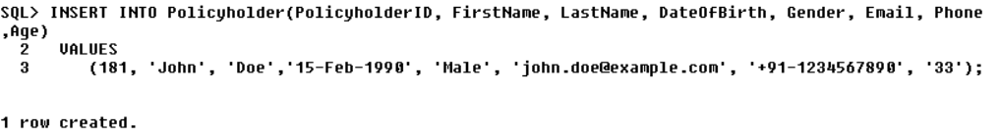 SQL> INSERT INTO Policyholder(PolicyholderID, FirstName, LastName, DateOfBirth, Gender, Email, Phone
,Age)
2 VALUES
3 (181, 'John', 'Doe','15-Feb-1990', 'Male', 'john.doe@example.com', '+91-1234567890', '33');
1 row created.